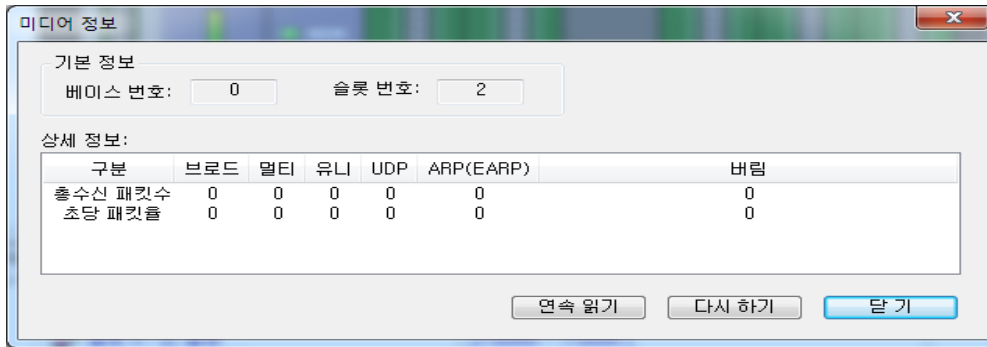 미디어 정보
기본 정보
베이스 번호: 0 슬롯 번호: 2
상세 정보:
구분 브로드 멀티 유니 UDP ARP(EARP) 버림
총수신 패킷수 0 0 0 0 0 0
초당 패킷율 0 0 0 0 0 0
연속 읽기 다시 하기 닫 기